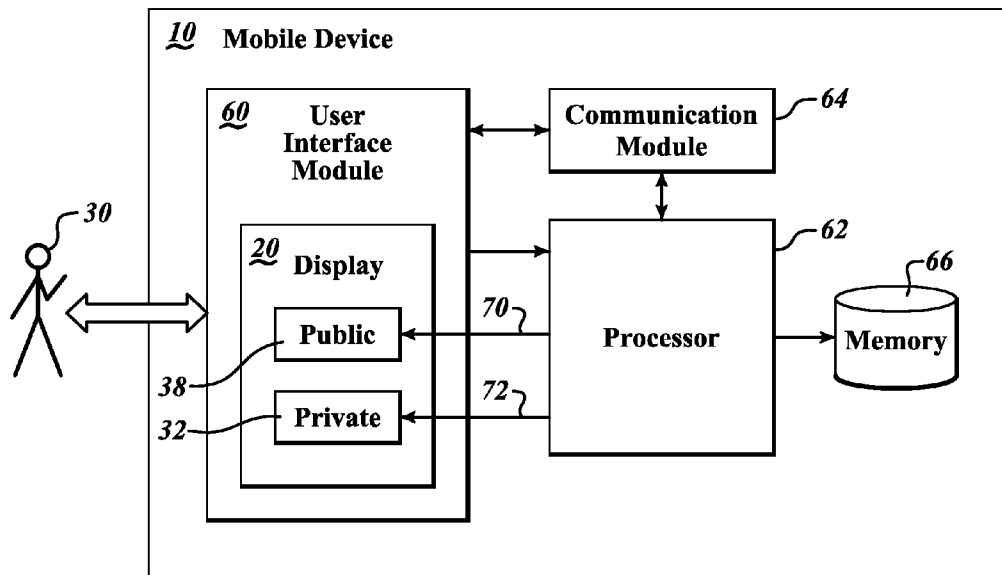 10 Mobile Device
60 User
Interface
Module
Communication
Module
64
30
20 Display
62
66
Public
70
Processor
Memory
38
Private
72
32